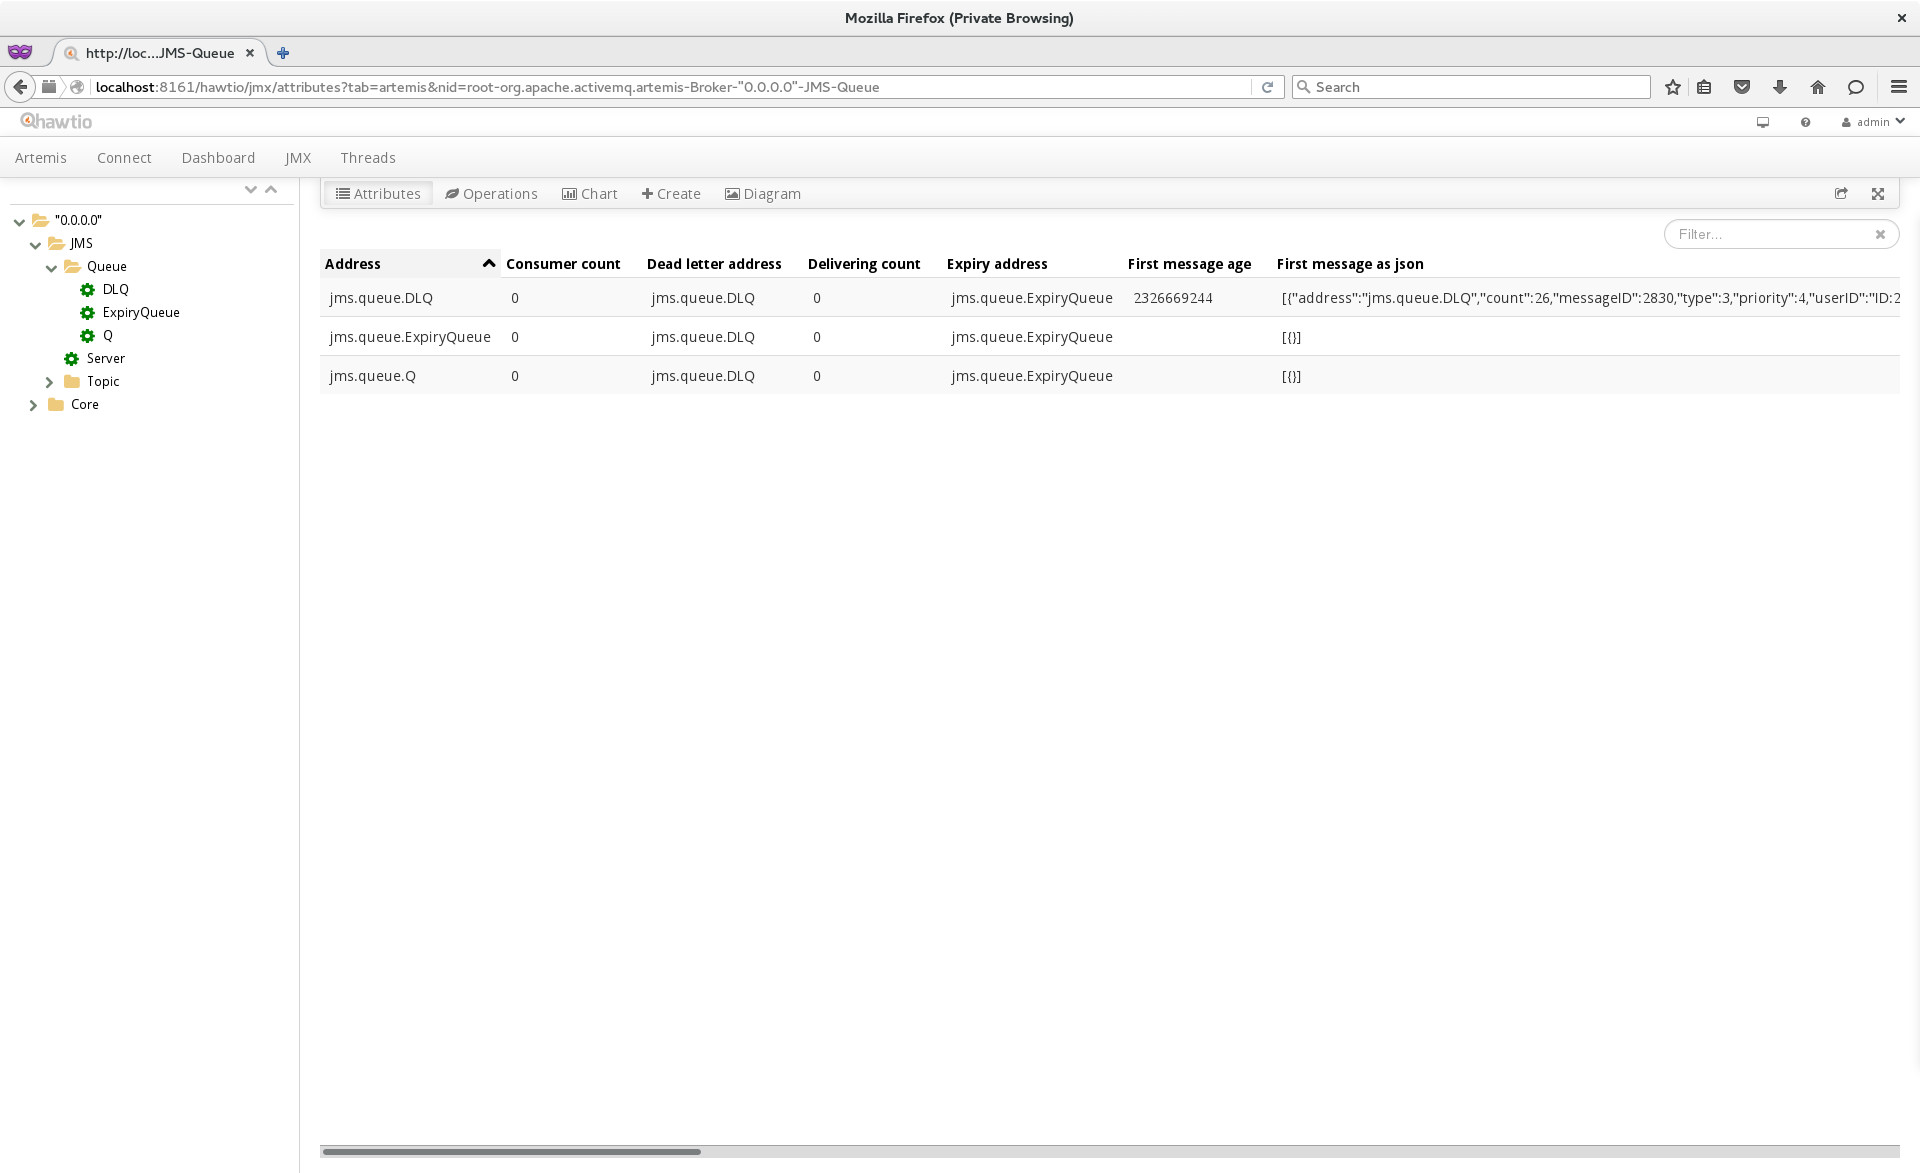 Mozilla Firefox (Private Browsing)
http://loc...JMS-Queue
localhost:8161/hawtio/jmx/attributes?tab=artemis&nid=root-org.apache.activemq.artemis-Broker-"0.0.0.0"-JMS-Queue
Search
hawtio
admin
Artemis Connect Dashboard JMX Threads
Attributes Operations Chart Create Diagram
"0.0.0.0"
JMS
Queue
DLQ
ExpiryQueue
Q
Server
Topic
Core
Filter...
Address Consumer count Dead letter address Delivering count Expiry address First message age First message as json
jms.queue.DLQ 0 jms.queue.DLQ 0 jms.queue.ExpiryQueue 2326669244 [{"address":"jms.queue.DLQ","count":26,"messageID":2830,"type":3,"priority":4,"userID":"ID:2
jms.queue.ExpiryQueue 0 jms.queue.DLQ 0 jms.queue.ExpiryQueue [{}]
jms.queue.Q 0 jms.queue.DLQ 0 jms.queue.ExpiryQueue [{}]